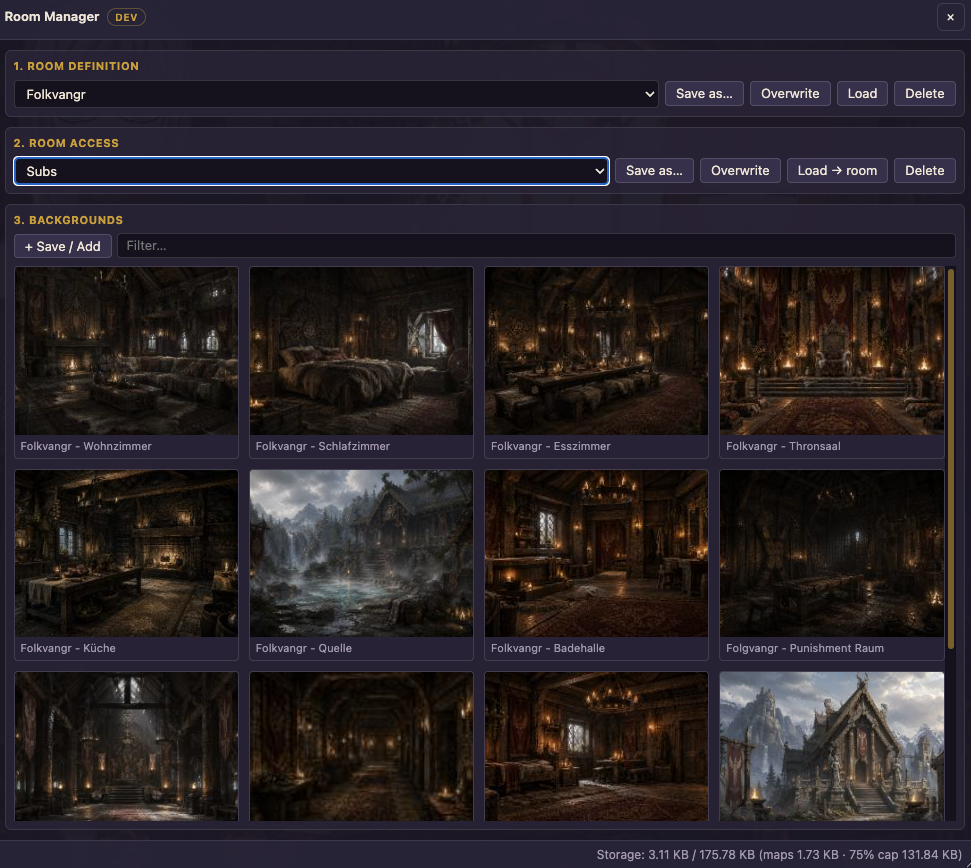 Room Manager DEV ×
1. ROOM DEFINITION
Folkvangr Save as... Overwrite Load Delete
2. ROOM ACCESS
Subs Save as... Overwrite Load → room Delete
3. BACKGROUNDS
+ Save / Add Filter...
Folkvangr - Wohnzimmer Folkvangr - Schlafzimmer Folkvangr - Esszimmer Folkvangr - Thronsaal
Folkvangr - Küche Folkvangr - Quelle Folkvangr - Badehalle Folgvangr - Punishment Raum
Storage: 3.11 KB / 175.78 KB (maps 1.73 KB · 75% cap 131.84 KB)